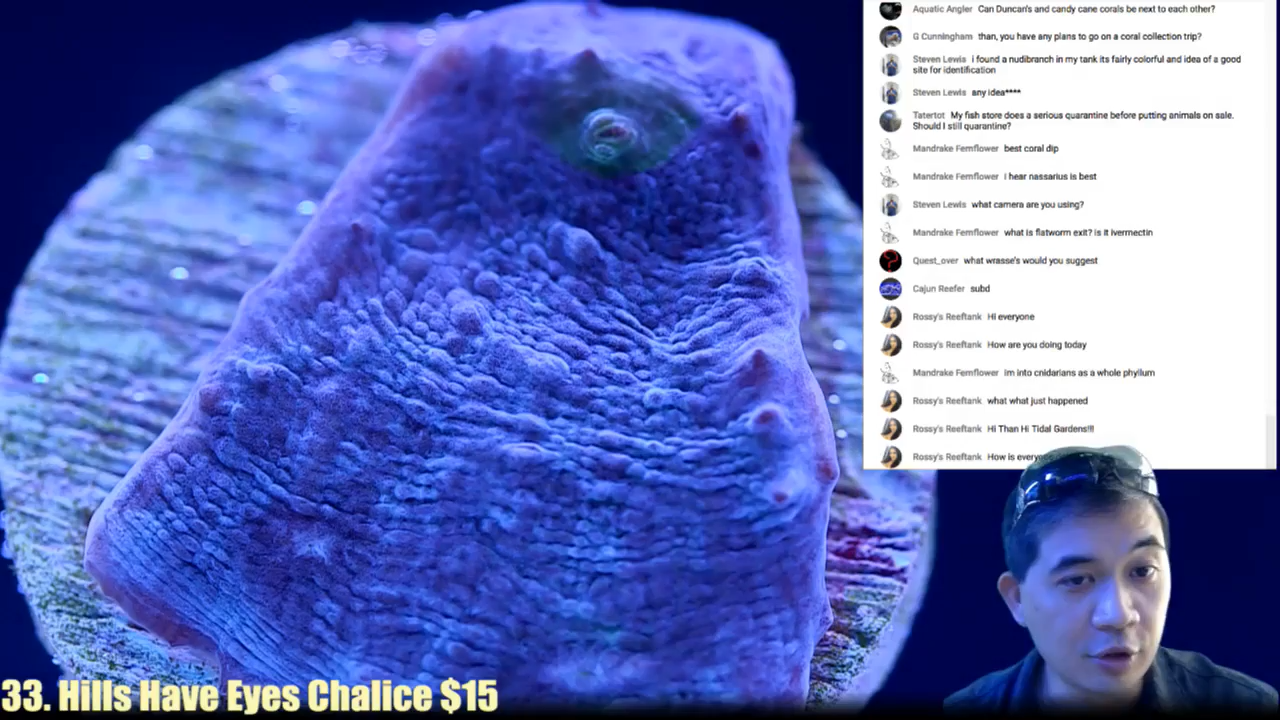 Aquatic Angler Can Duncan's and candy cane corals be next to each other?
G Cunningham than, you have any plans to go on a coral collection trip?
Steven Lewis i found a nudibranch in my tank its fairly colorful and idea of a good
site for identification
Steven Lewis any idea****
Tatertot My fish store does a serious quarantine before putting animals on sale.
Should I still quarantine?
Mandrake Fernflower best coral dip
Mandrake Fernflower i hear nassarius is best
Steven Lewis what camera are you using?
Mandrake Fernflower what is flatworm exit? is it ivermectin
Quest_over what wrasse's would you suggest
Cajun Reefer subd
Rossy's Reeftank Hi everyone
Rossy's Reeftank How are you doing today
Mandrake Fernflower im into cnidarians as a whole phyllum
Rossy's Reeftank what what just happened
Rossy's Reeftank Hi Than Hi Tidal Gardens!!!
Rossy's Reeftank How is everyone
33. Hills Have Eyes Chalice $15